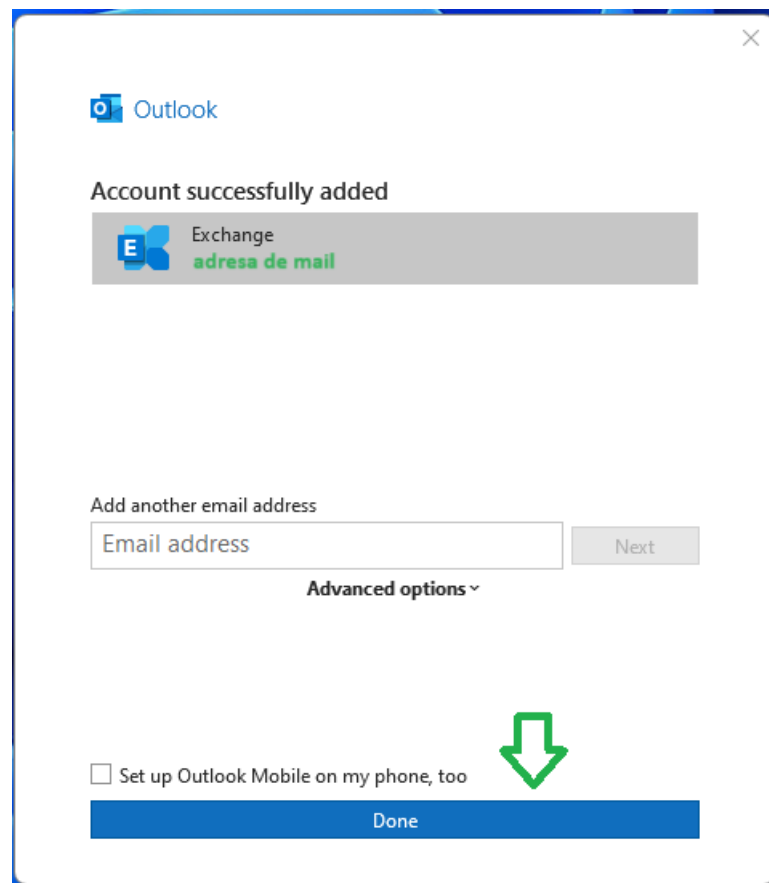 Outlook
Account successfully added
Exchange
adresa de mail
Add another email address
Email address
Next
Advanced options
Set up Outlook Mobile on my phone, too
Done